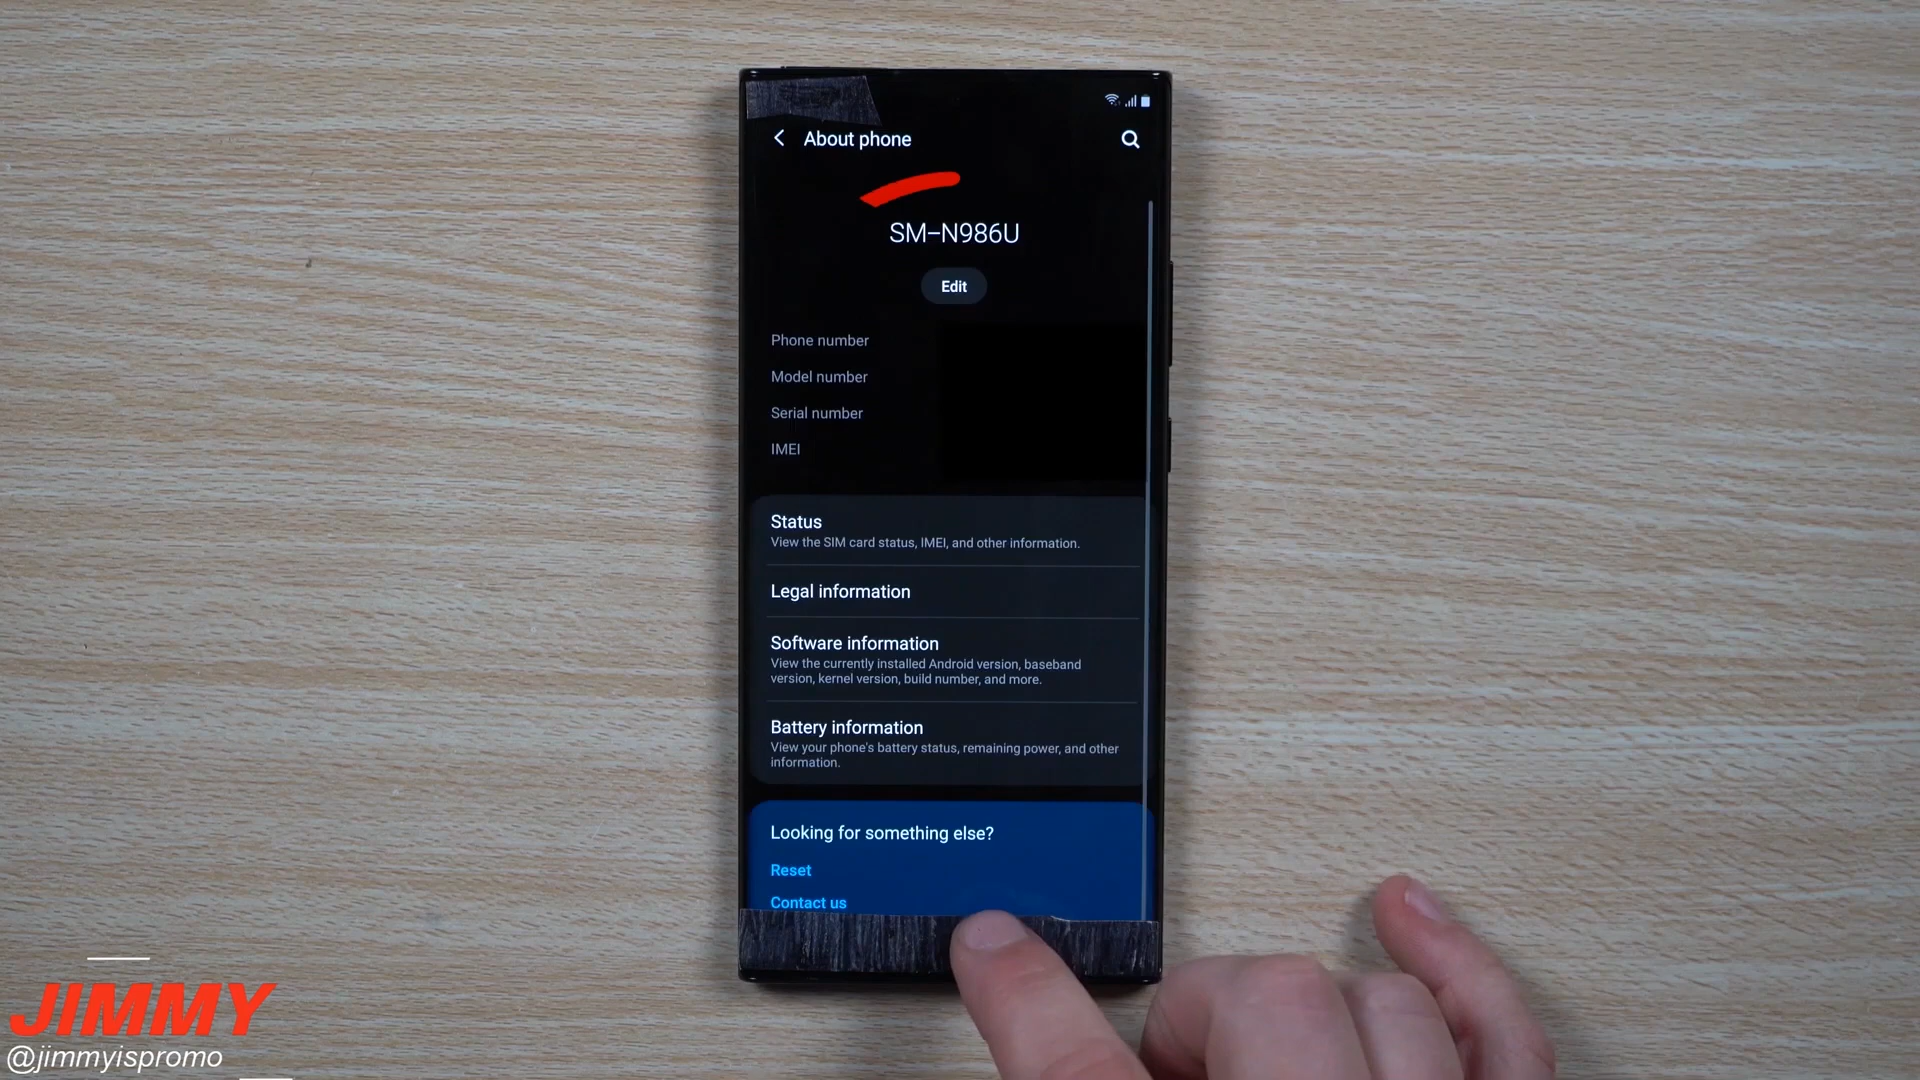 About phone
SM-N986U
Edit
Phone number
Model number
Serial number
IMEI
Status
View the SIM card status, IMEI, and other information.
Legal information
Software information
View the currently installed Android version, baseband
version, kernel version, build number, and more.
Battery information
View your phone's battery status, remaining power, and other
information.
Looking for something else?
Reset
Contact us
JIMMY
@jimmyispromo